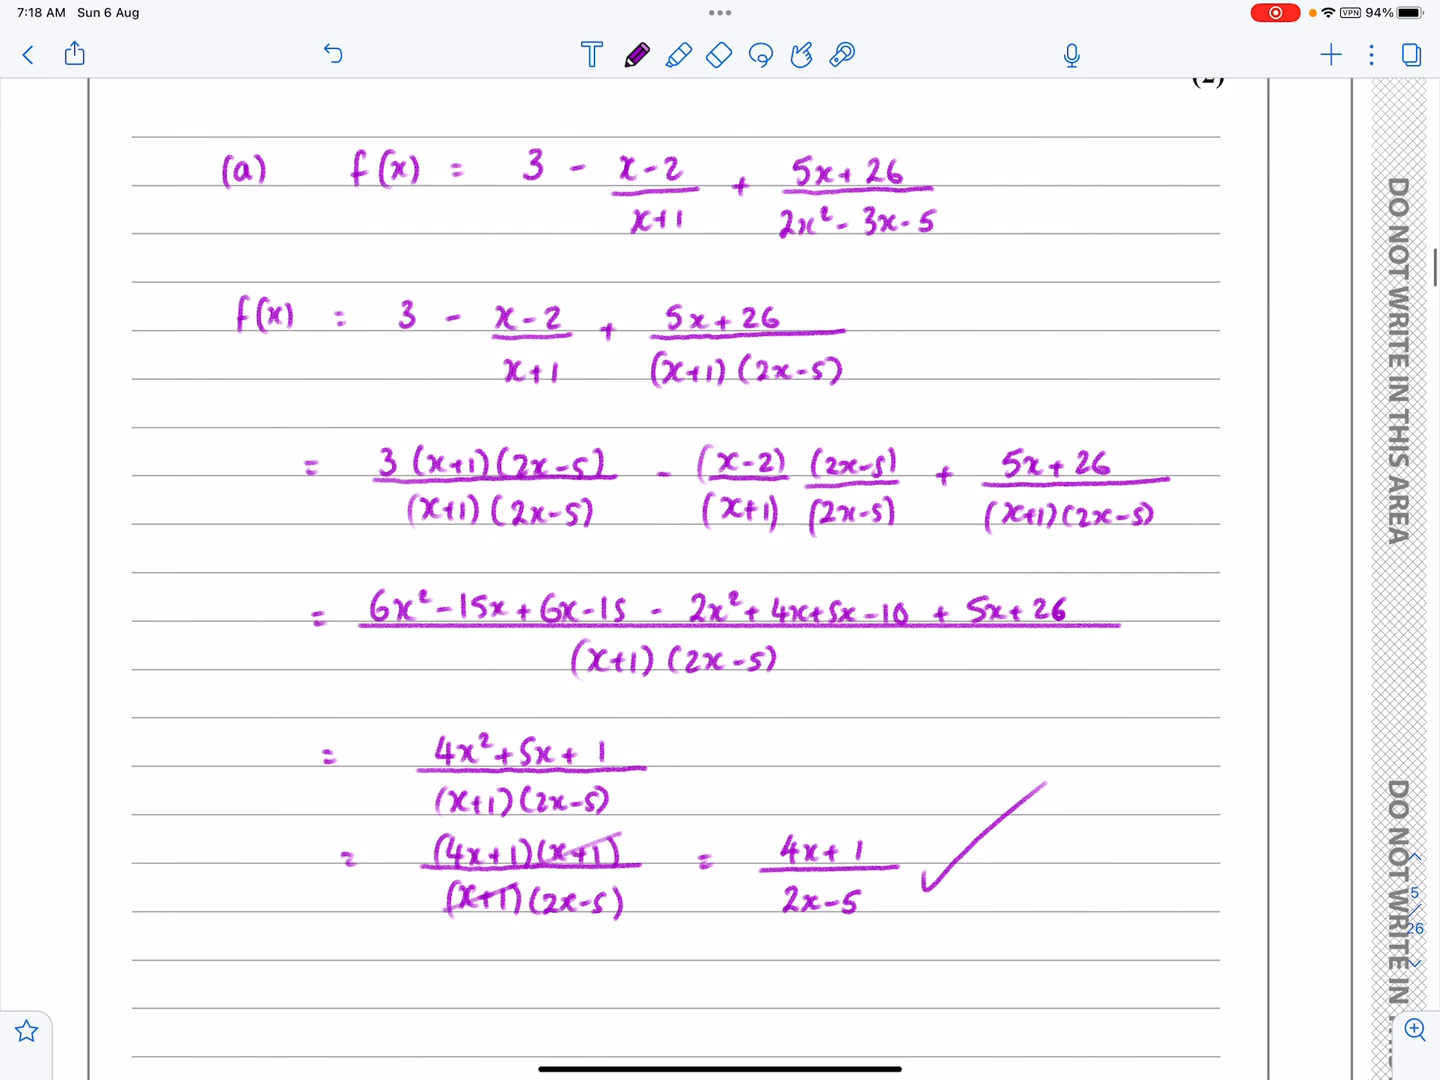 7:18 AM Sun 6 Aug
VPN 94%
T
(2)
(a) f(x) = 3 - (x-2)/(x+1) + (5x+26)/(2x²-3x-5)
f(x) = 3 - (x-2)/(x+1) + (5x+26)/((x+1)(2x-5))
= (3(x+1)(2x-5))/((x+1)(2x-5)) - ((x-2)(2x-5))/((x+1)(2x-5)) + (5x+26)/((x+1)(2x-5))
= (6x²-15x+6x-15 - 2x²+4x+5x-10 + 5x+26)/((x+1)(2x-5))
= (4x²+5x+1)/((x+1)(2x-5))
= ((4x+1)(x+1))/((x+1)(2x-5)) = (4x+1)/(2x-5) ✓
DO NOT WRITE IN THIS AREA
DO NOT WRITE IN
5/26